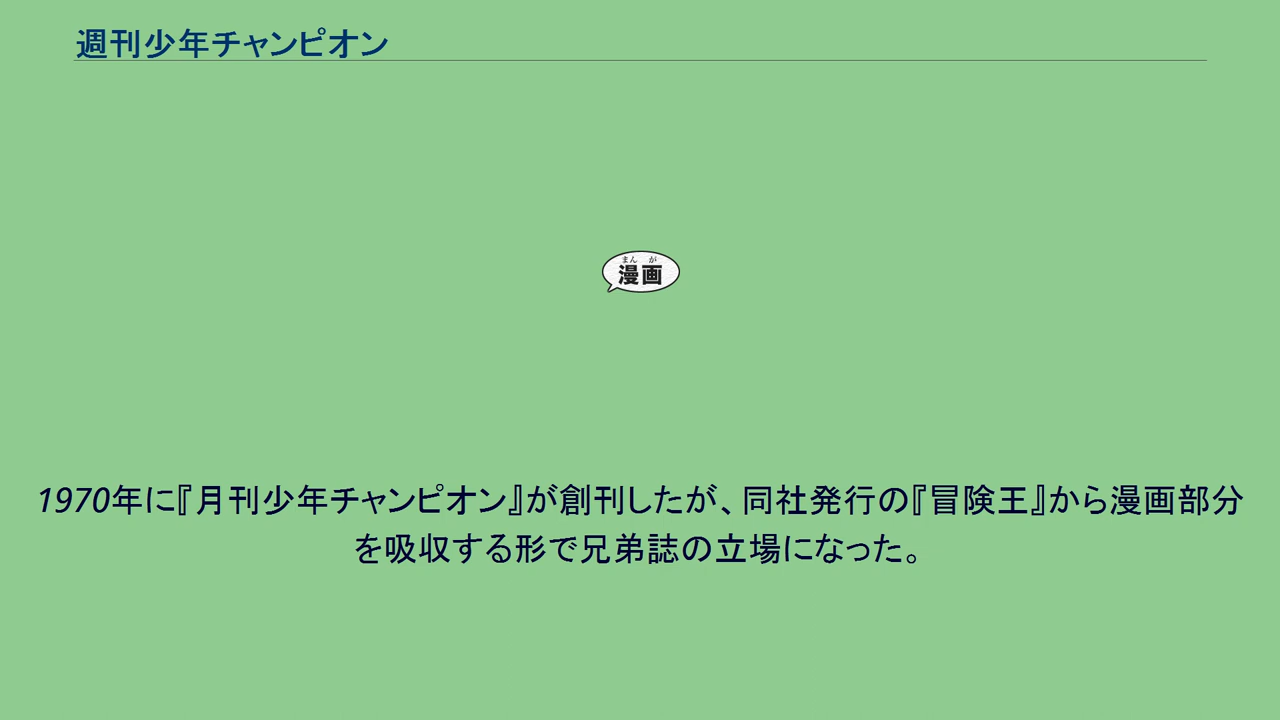 週刊少年チャンピオン
まんが
漫画
1970年に『月刊少年チャンピオン』が創刊したが、同社発行の『冒険王』から漫画部分
を吸収する形で兄弟誌の立場になった。